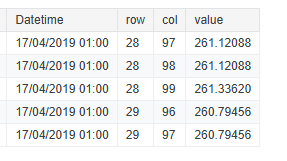 Datetime row col value
17/04/2019 01:00 28 97 261.12088
17/04/2019 01:00 28 98 261.12088
17/04/2019 01:00 28 99 261.33620
17/04/2019 01:00 29 96 260.79456
17/04/2019 01:00 29 97 260.79456